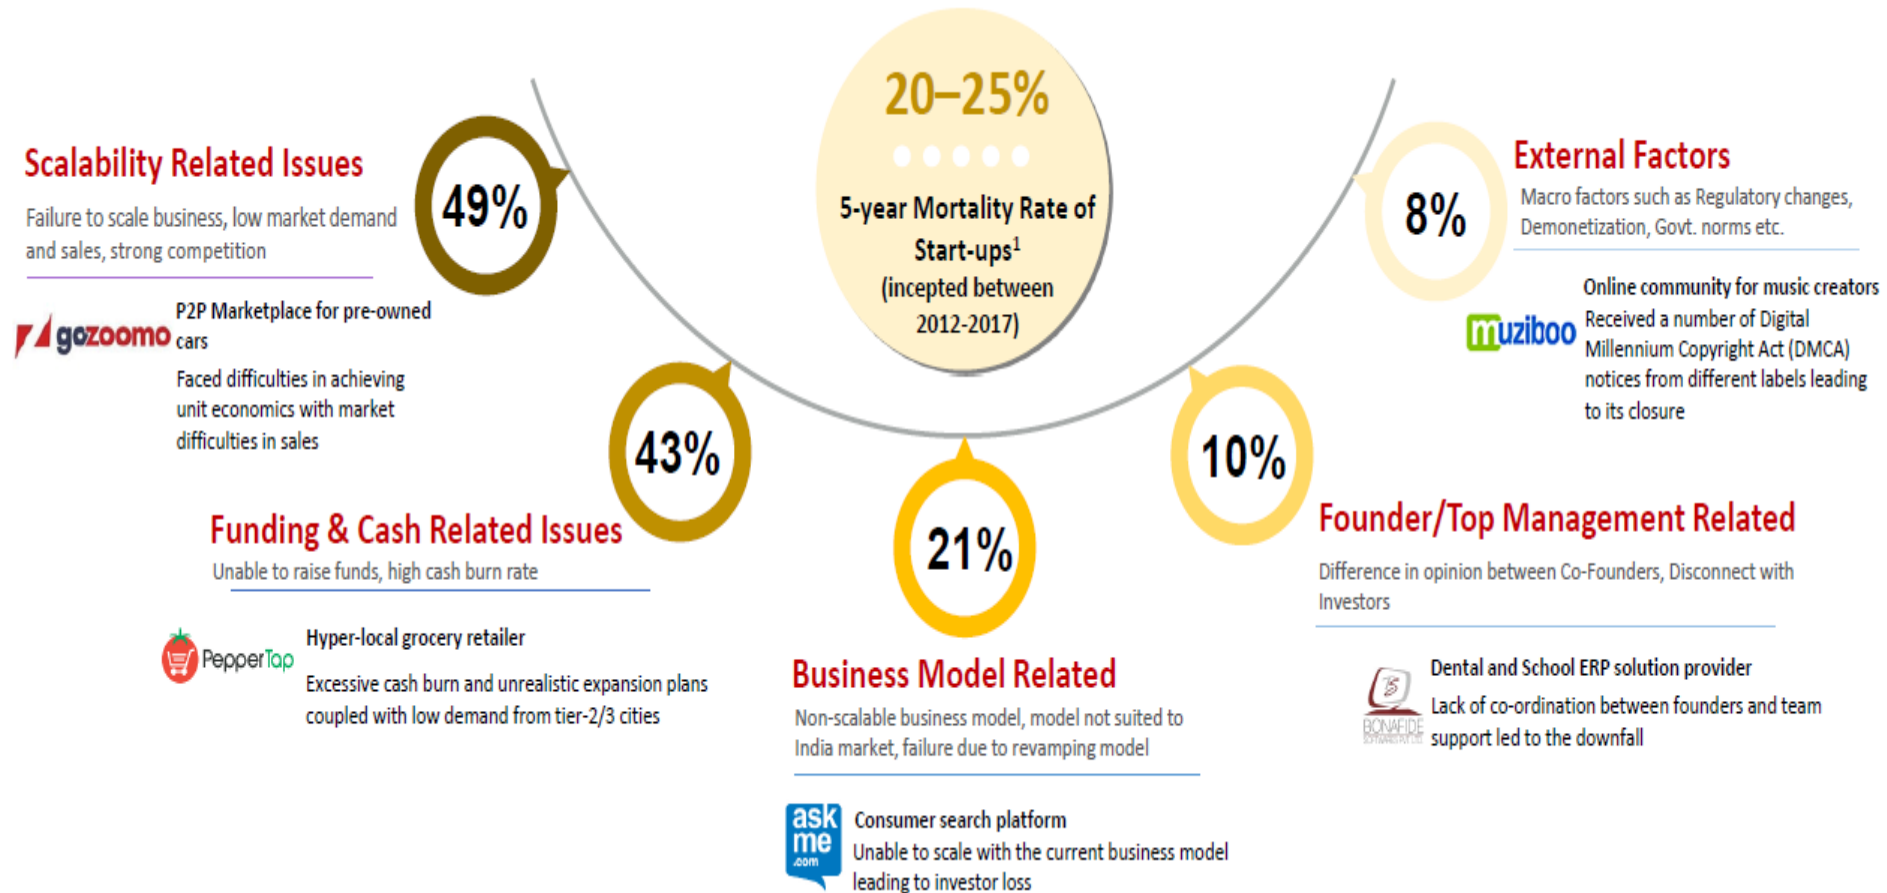 20–25%
5-year Mortality Rate of
Start-ups¹
(incepted between
2012-2017)
Scalability Related Issues
49%
Failure to scale business, low market demand
and sales, strong competition
gozoomo
P2P Marketplace for pre-owned
cars
Faced difficulties in achieving
unit economics with market
difficulties in sales
43%
Funding & Cash Related Issues
Unable to raise funds, high cash burn rate
PepperTap
Hyper-local grocery retailer
Excessive cash burn and unrealistic expansion plans
coupled with low demand from tier-2/3 cities
21%
Business Model Related
Non-scalable business model, model not suited to
India market, failure due to revamping model
ask
me
.com
Consumer search platform
Unable to scale with the current business model
leading to investor loss
10%
Founder/Top Management Related
Difference in opinion between Co-Founders, Disconnect with
Investors
BONAFIDE
Dental and School ERP solution provider
Lack of co-ordination between founders and team
support led to the downfall
8%
External Factors
Macro factors such as Regulatory changes,
Demonetization, Govt. norms etc.
muziboo
Online community for music creators
Received a number of Digital
Millennium Copyright Act (DMCA)
notices from different labels leading
to its closure